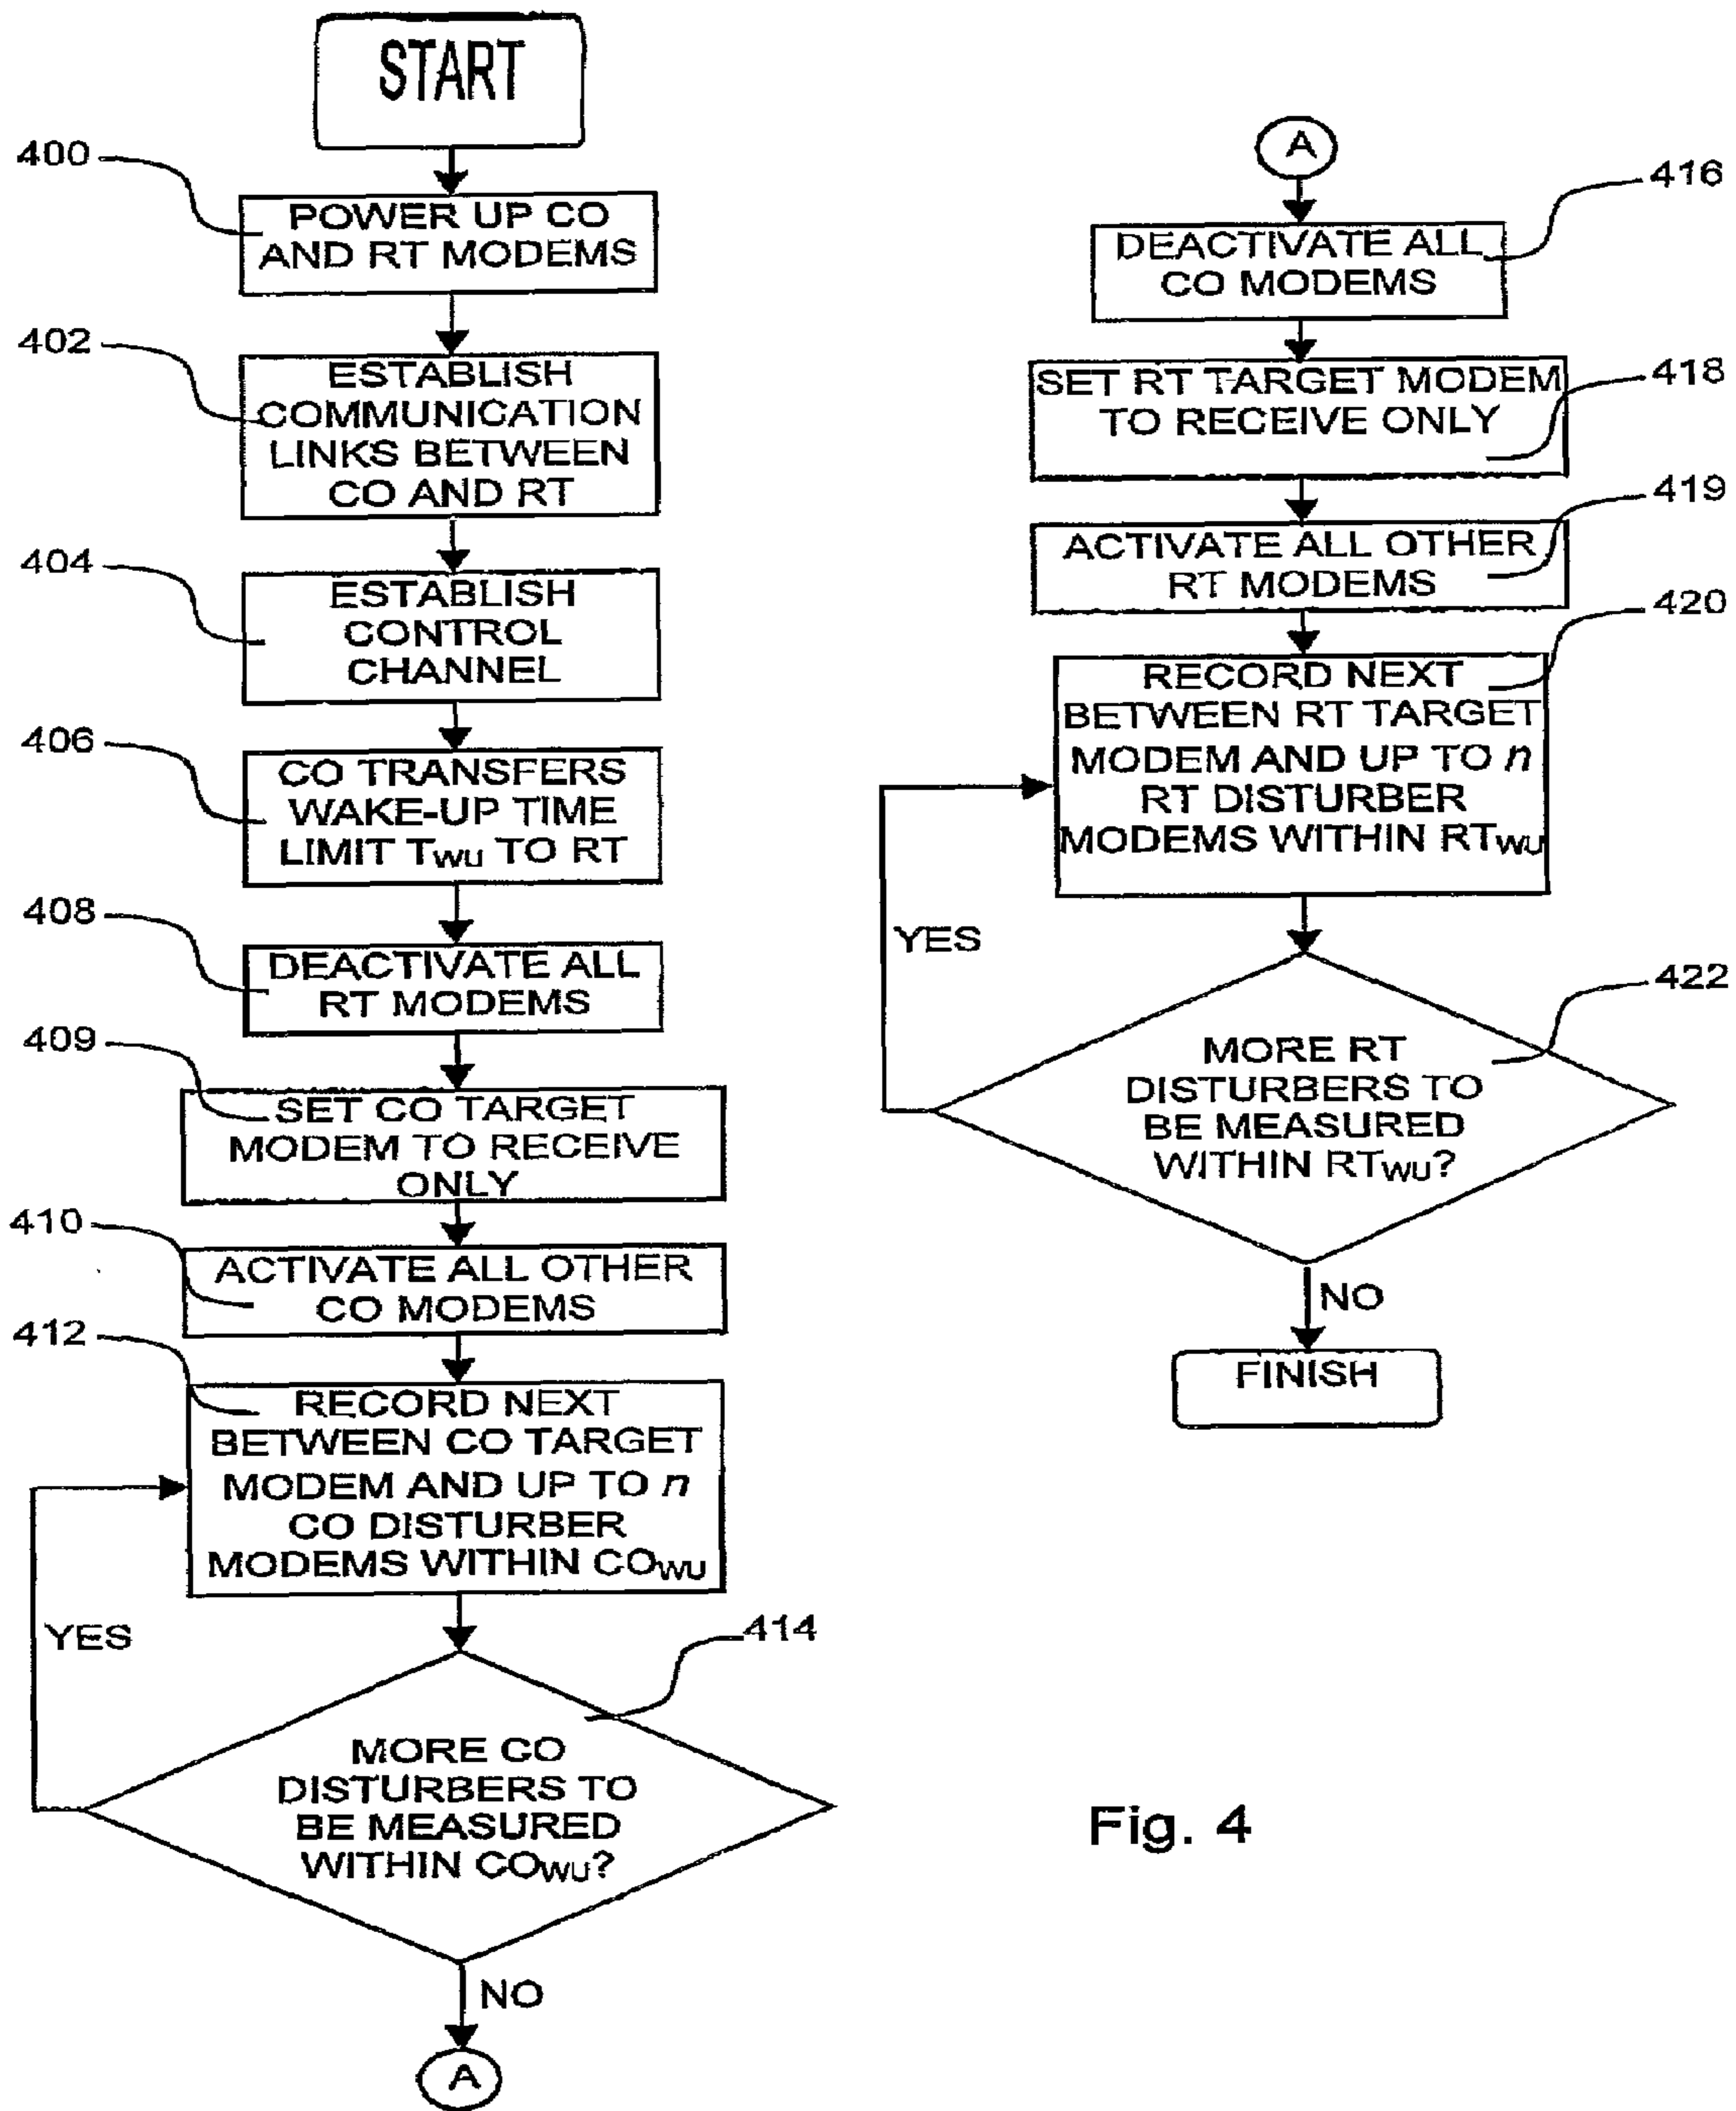 START
400
POWER UP CO
AND RT MODEMS
402
ESTABLISH
COMMUNICATION
LINKS BETWEEN
CO AND RT
404
ESTABLISH
CONTROL
CHANNEL
406
CO TRANSFERS
WAKE-UP TIME
LIMIT TWU TO RT
408
DEACTIVATE ALL
RT MODEMS
409
SET CO TARGET
MODEM TO RECEIVE
ONLY
410
ACTIVATE ALL OTHER
CO MODEMS
412
RECORD NEXT
BETWEEN CO TARGET
MODEM AND UP TO n
CO DISTURBER
MODEMS WITHIN COWU
YES
414
MORE CO
DISTURBERS TO
BE MEASURED
WITHIN COWU?
NO
A
A
416
DEACTIVATE ALL
CO MODEMS
418
SET RT TARGET MODEM
TO RECEIVE ONLY
419
ACTIVATE ALL OTHER
RT MODEMS
420
RECORD NEXT
BETWEEN RT TARGET
MODEM AND UP TO n
RT DISTURBER
MODEMS WITHIN RTWU
YES
422
MORE RT
DISTURBERS TO
BE MEASURED
WITHIN RTWU?
NO
FINISH
Fig. 4